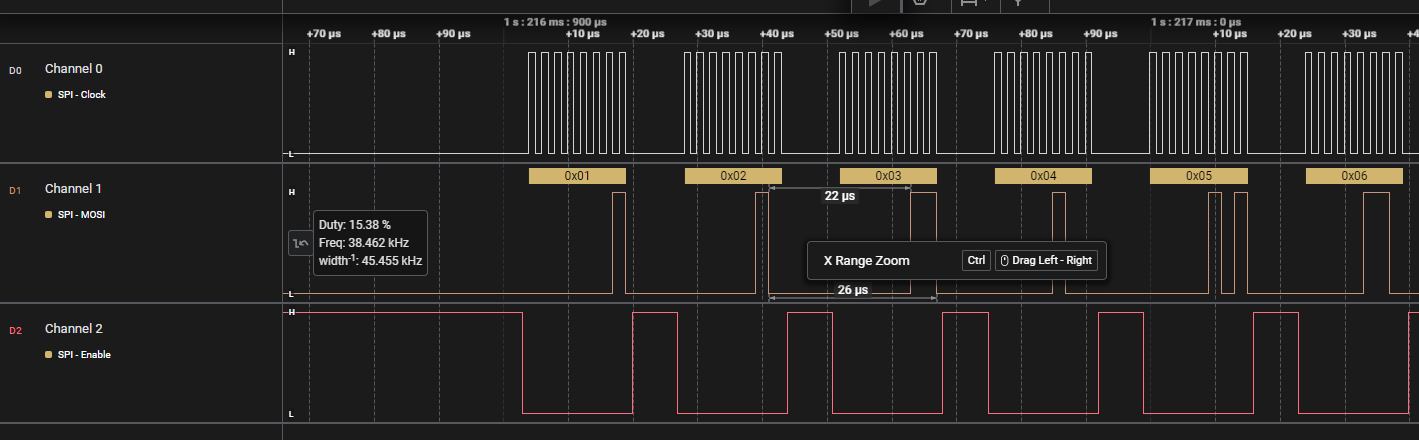 1 s : 216 ms : 900 µs
1 s : 217 ms : 0 µs
+70 µs +80 µs +90 µs +10 µs +20 µs +30 µs +40 µs +50 µs +60 µs +70 µs +80 µs +90 µs +10 µs +20 µs +30 µs
H
D0 Channel 0
SPI - Clock
L
0x01 0x02 0x03 0x04 0x05 0x06
D1 Channel 1
H
22 µs
SPI - MOSI
Duty: 15.38 %
Freq: 38.462 kHz
width-1: 45.455 kHz
X Range Zoom Ctrl Drag Left - Right
L
26 µs
H
D2 Channel 2
SPI - Enable
L